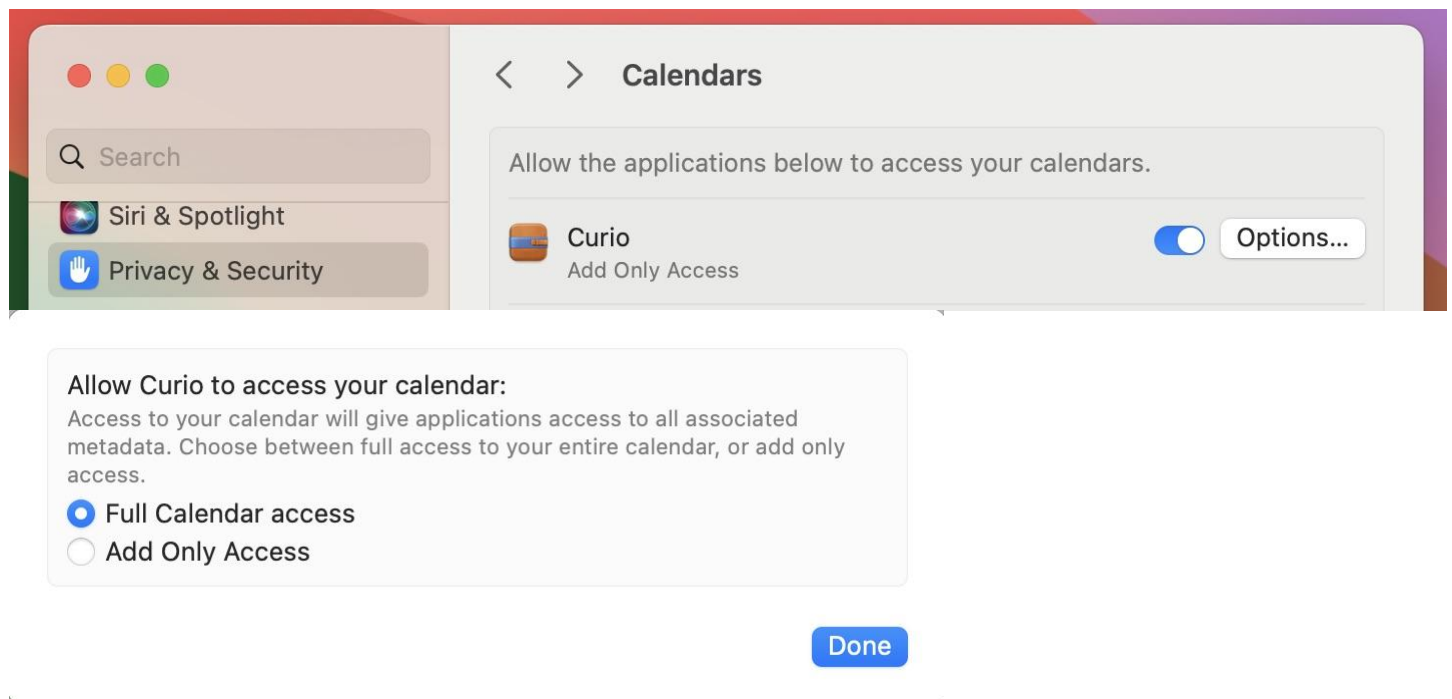 Calendars
Search
Siri & Spotlight
Privacy & Security
Allow the applications below to access your calendars.
Curio
Add Only Access
Options...
Allow Curio to access your calendar:
Access to your calendar will give applications access to all associated
metadata. Choose between full access to your entire calendar, or add only
access.
Full Calendar access
Add Only Access
Done